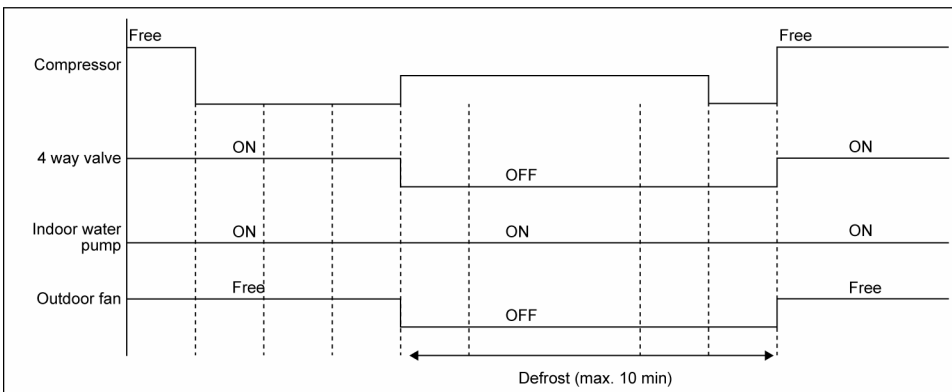 Free
Free
Compressor
ON
ON
4 way valve
OFF
Indoor water
pump
ON
ON
ON
Free
Free
Outdoor fan
OFF
Defrost (max. 10 min)